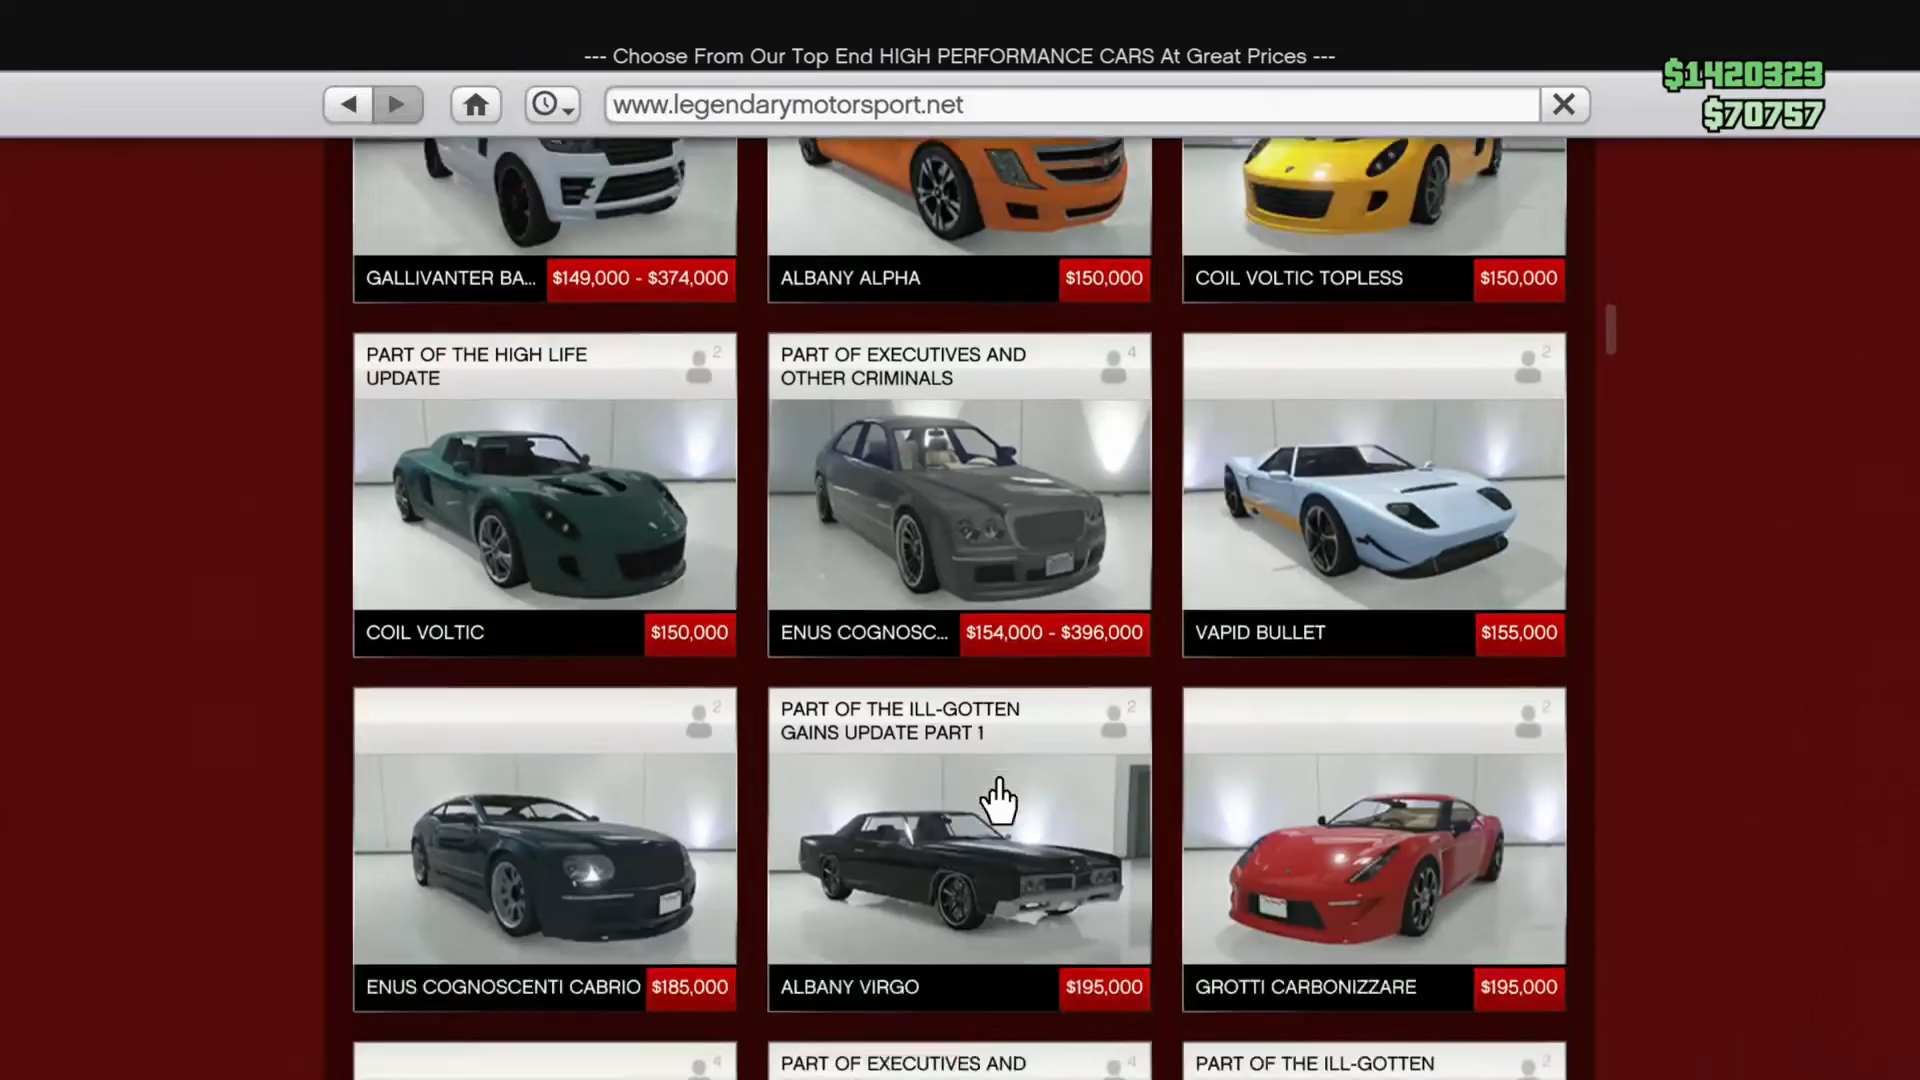 --- Choose From Our Top End HIGH PERFORMANCE CARS At Great Prices ---
$1420323
www.legendarymotorsport.net
$70757
GALLIVANTER BA... $149,000 - $374,000
ALBANY ALPHA $150,000
COIL VOLTIC TOPLESS $150,000
PART OF THE HIGH LIFE
UPDATE
2
PART OF EXECUTIVES AND
OTHER CRIMINALS
4
2
COIL VOLTIC $150,000
ENUS COGNOSC... $154,000 - $396,000
VAPID BULLET $155,000
2
PART OF THE ILL-GOTTEN
GAINS UPDATE PART 1
2
2
ENUS COGNOSCENTI CABRIO $185,000
ALBANY VIRGO $195,000
GROTTI CARBONIZZARE $195,000
4
PART OF EXECUTIVES AND
4
PART OF THE ILL-GOTTEN
2